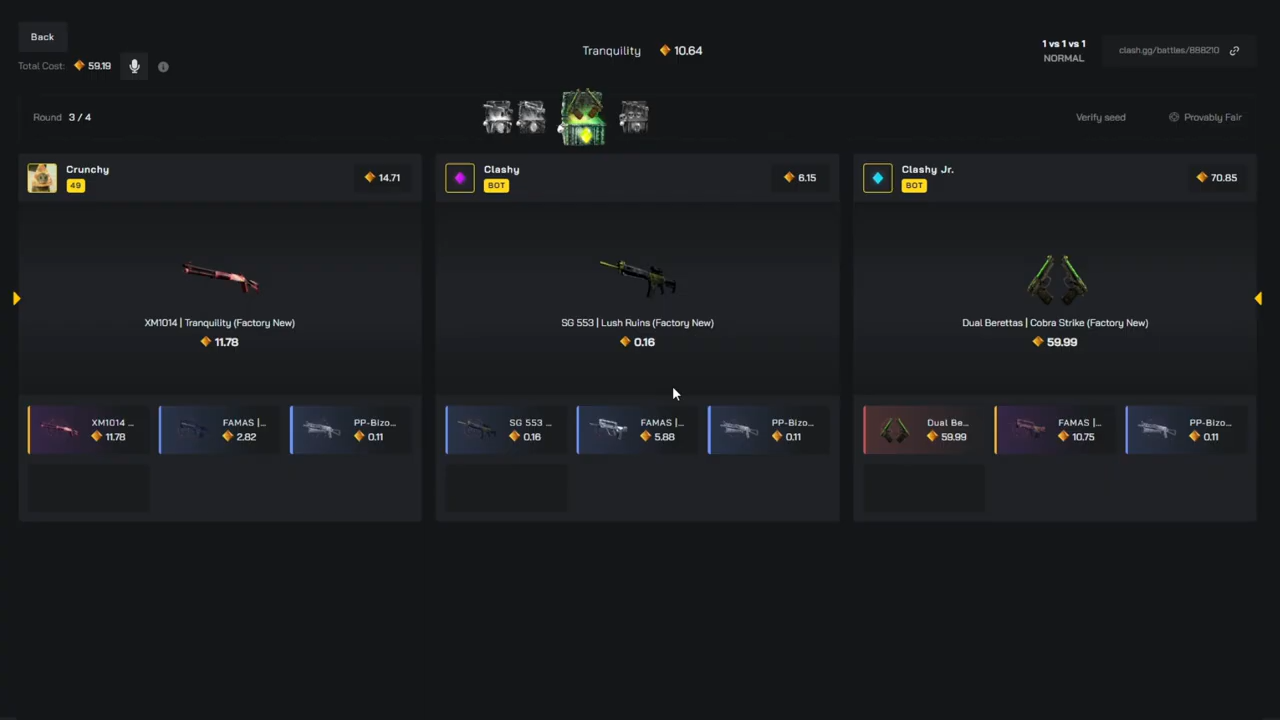 Back
Total Cost: 59.19
Tranquility 10.64
1 vs 1 vs 1
NORMAL
clash.gg/battles/888210
Round 3 / 4
Verify seed
Provably Fair
Crunchy
49
14.71
Clashy
BOT
6.15
Clashy Jr.
BOT
70.85
XM1014 | Tranquility (Factory New)
11.78
SG 553 | Lush Ruins (Factory New)
0.16
Dual Berettas | Cobra Strike (Factory New)
59.99
XM1014 ...
11.78
FAMAS |...
2.82
PP-Bizo...
0.11
SG 553 ...
0.16
FAMAS |...
5.88
PP-Bizo...
0.11
Dual Be...
59.99
FAMAS |...
10.75
PP-Bizo...
0.11